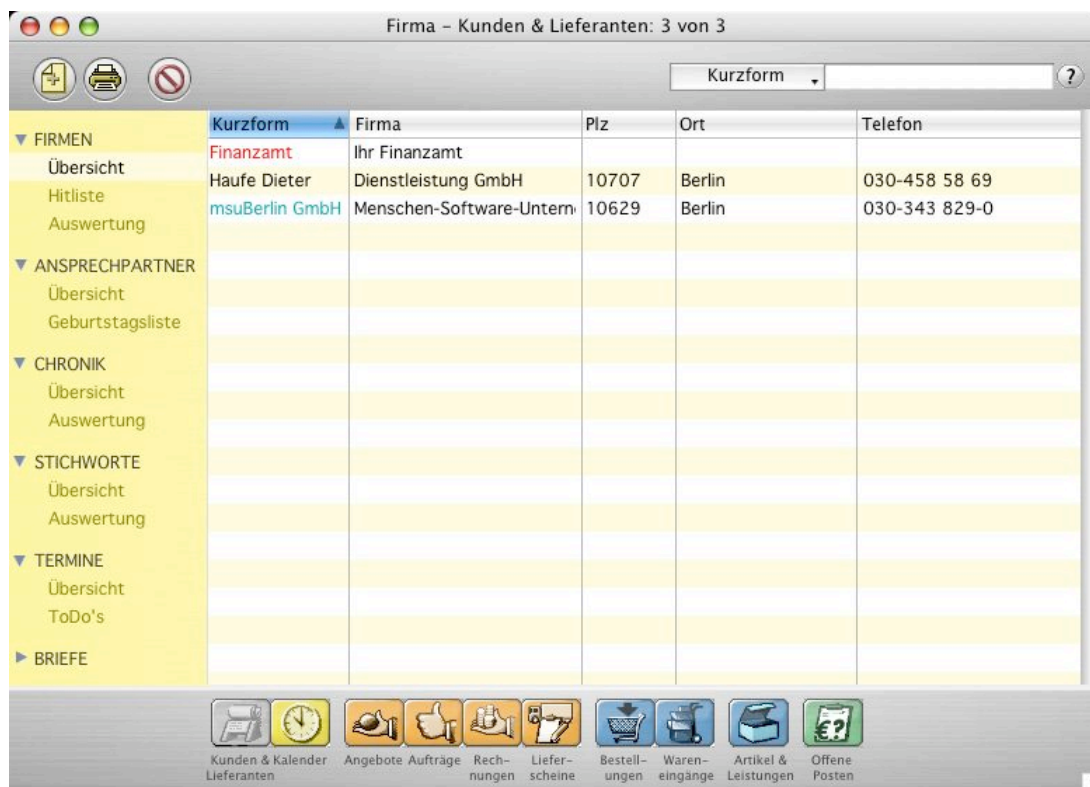 Firma – Kunden & Lieferanten: 3 von 3
Kurzform
?
FIRMEN
Übersicht
Hitliste
Auswertung
ANSPRECHPARTNER
Übersicht
Geburtstagsliste
CHRONIK
Übersicht
Auswertung
STICHWORTE
Übersicht
Auswertung
TERMINE
Übersicht
ToDo's
BRIEFE
Kurzform Firma Plz Ort Telefon
Finanzamt Ihr Finanzamt
Haufe Dieter Dienstleistung GmbH 10707 Berlin 030-458 58 69
msuBerlin GmbH Menschen-Software-Untern 10629 Berlin 030-343 829-0
€?
Kunden & Kalender Angebote Aufträge Rech- Liefer- Bestell- Waren- Artikel & Offene
Lieferanten nungen scheine ungen eingänge Leistungen Posten